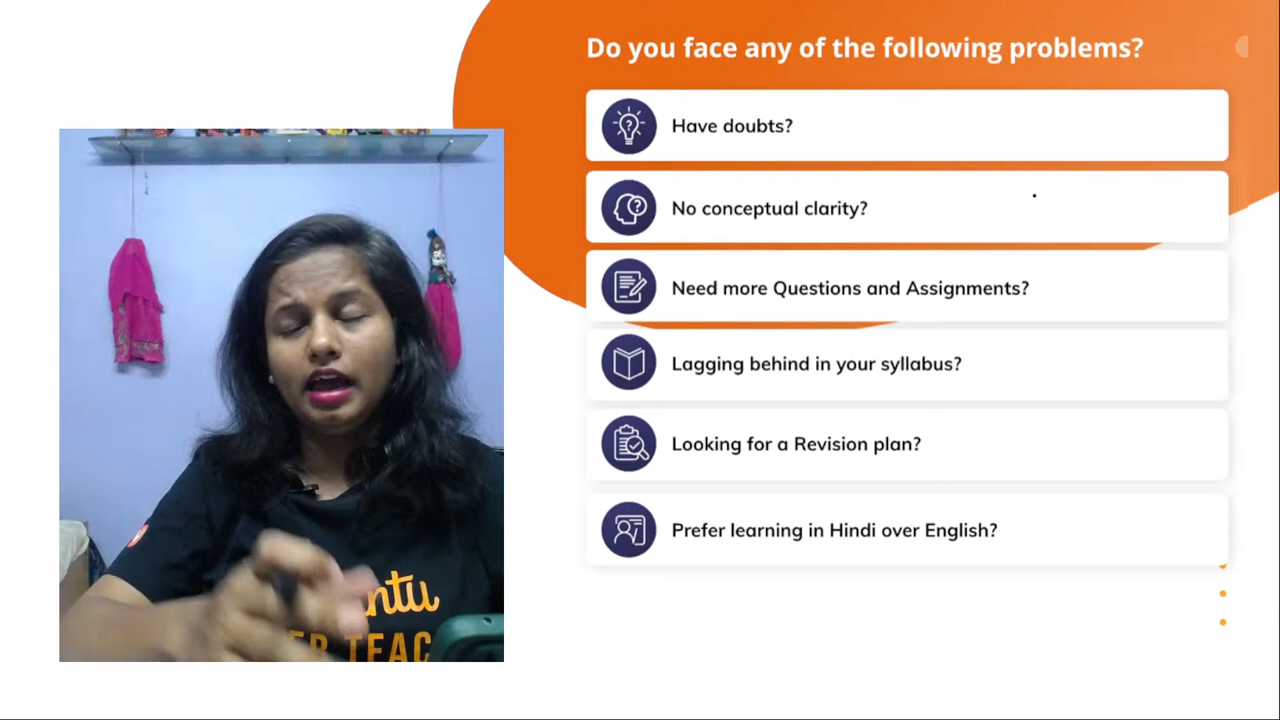 Do you face any of the following problems?
Have doubts?
No conceptual clarity?
Need more Questions and Assignments?
Lagging behind in your syllabus?
Looking for a Revision plan?
Prefer learning in Hindi over English?